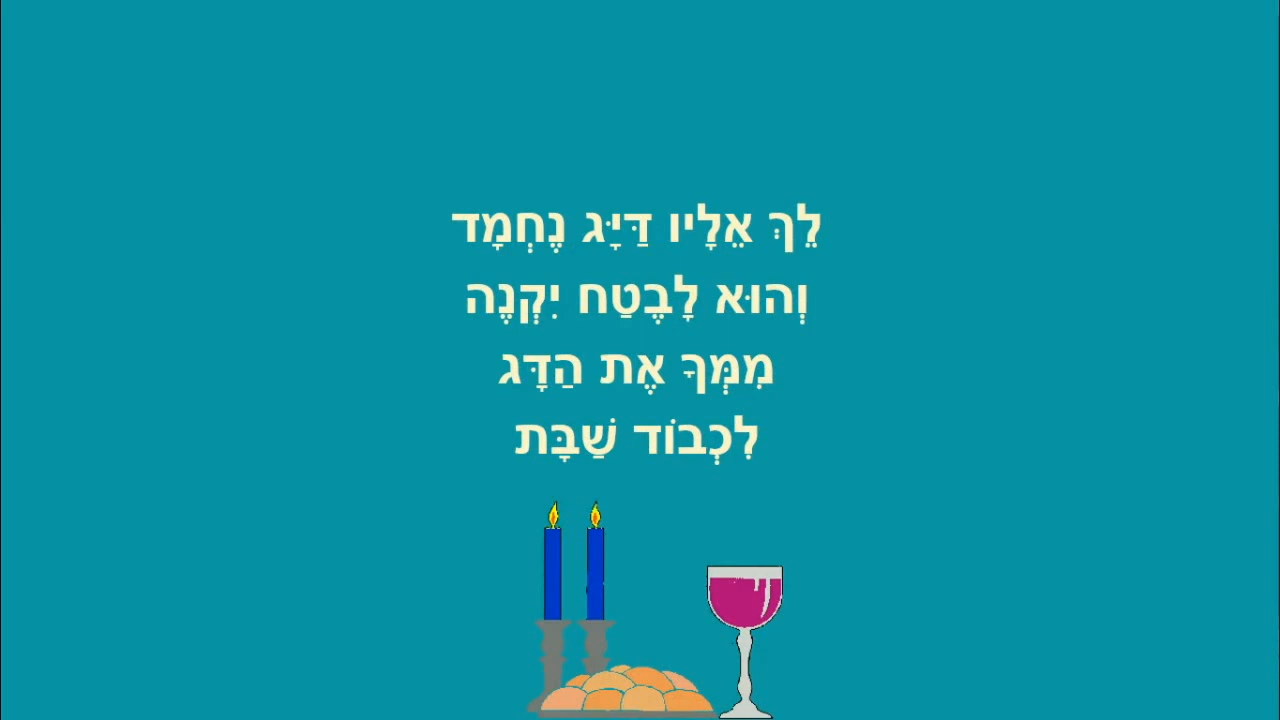 לֵךְ אֵלָיו דַּיָּג נֶחְמָד
וְהוּא לָבֶטַח יִקְנֶה
מִמְּךָ אֶת הַדָּג
לִכְבוֹד שַׁבָּת